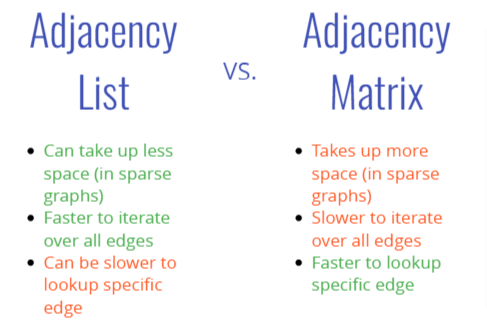 Adjacency
List
vs.
Adjacency
Matrix
• Can take up less
space (in sparse
graphs)
• Faster to iterate
over all edges
• Can be slower to
lookup specific
edge
• Takes up more
space (in sparse
graphs)
• Slower to iterate
over all edges
• Faster to lookup
specific edge